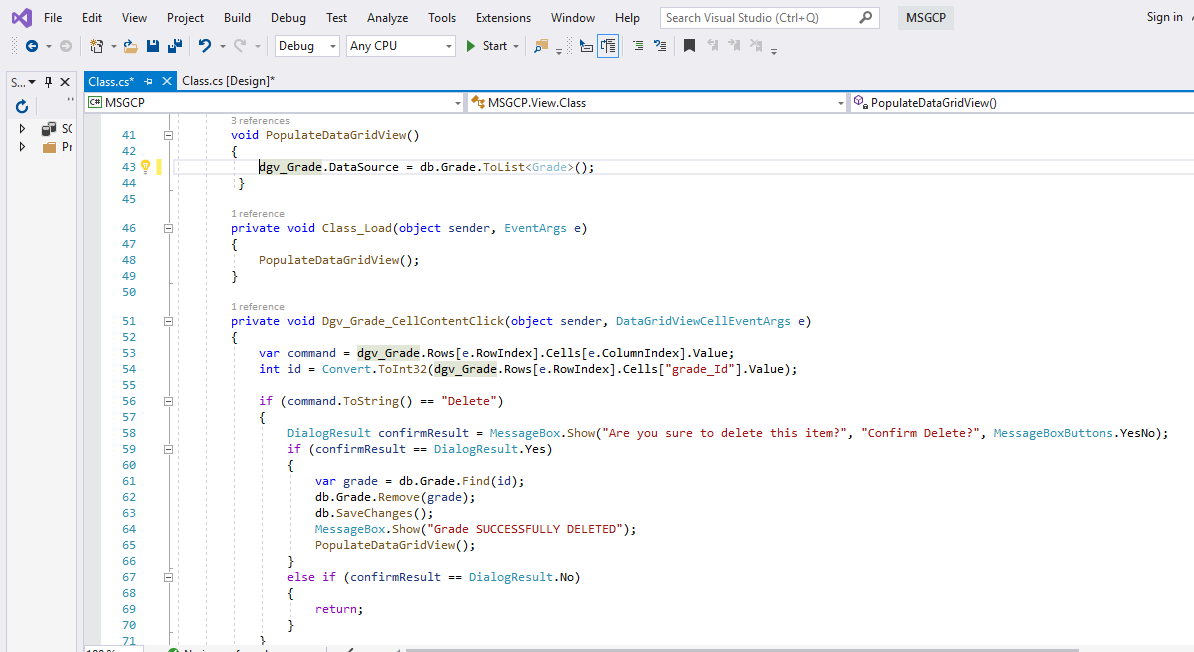 File Edit View Project Build Debug Test Analyze Tools Extensions Window Help Search Visual Studio (Ctrl+Q) MSGCP Sign in
Debug Any CPU Start
S... Class.cs* Class.cs [Design]*
C# MSGCP MSGCP.View.Class PopulateDataGridView()
3 references
41 void PopulateDataGridView()
42 {
43 dgv_Grade.DataSource = db.Grade.ToList<Grade>();
44 }
45
1 reference
46 private void Class_Load(object sender, EventArgs e)
47 {
48 PopulateDataGridView();
49 }
50
1 reference
51 private void Dgv_Grade_CellContentClick(object sender, DataGridViewCellEventArgs e)
52 {
53 var command = dgv_Grade.Rows[e.RowIndex].Cells[e.ColumnIndex].Value;
54 int id = Convert.ToInt32(dgv_Grade.Rows[e.RowIndex].Cells["grade_Id"].Value);
55
56 if (command.ToString() == "Delete")
57 {
58 DialogResult confirmResult = MessageBox.Show("Are you sure to delete this item?", "Confirm Delete?", MessageBoxButtons.YesNo);
59 if (confirmResult == DialogResult.Yes)
60 {
61 var grade = db.Grade.Find(id);
62 db.Grade.Remove(grade);
63 db.SaveChanges();
64 MessageBox.Show("Grade SUCCESSFULLY DELETED");
65 PopulateDataGridView();
66 }
67 else if (confirmResult == DialogResult.No)
68 {
69 return;
70 }
71 }